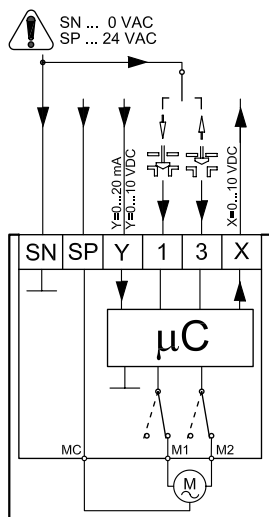 SN ... 0 VAC
SP ... 24 VAC
Y=0...20 mA
Y=0...10 VDC
X=0...10 VDC
SN SP Y 1 3 X
μC
MC M1 M2
M